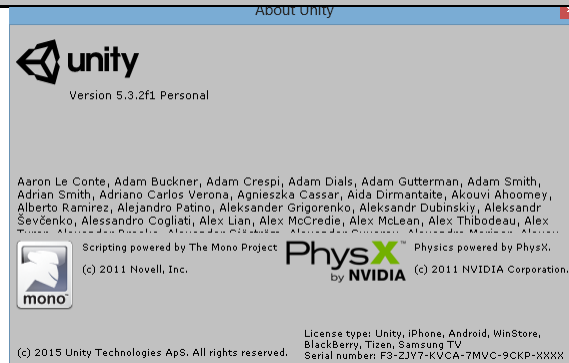 About Unity
unity
Version 5.3.2f1 Personal
Aaron Le Conte, Adam Buckner, Adam Crespi, Adam Dials, Adam Gutterman, Adam Smith,
Adrian Smith, Adriano Carlos Verona, Agnieszka Cassar, Aida Dirmantaite, Akouvi Ahoomey,
Alberto Ramirez, Alejandro Patino, Aleksander Grigorenko, Aleksandr Dubinskiy, Aleksandr
Ševčenko, Alessandro Cogliati, Alex Lian, Alex McCredie, Alex McLean, Alex Thibodeau, Alex
mono
Scripting powered by The Mono Project
(c) 2011 Novell, Inc.
PhysX™
by NVIDIA
Physics powered by PhysX.
(c) 2011 NVIDIA Corporation.
(c) 2015 Unity Technologies ApS. All rights reserved.
License type: Unity, iPhone, Android, WinStore,
BlackBerry, Tizen, Samsung TV
Serial number: F3-ZJY7-KVCA-7MVC-9CKP-XXXX